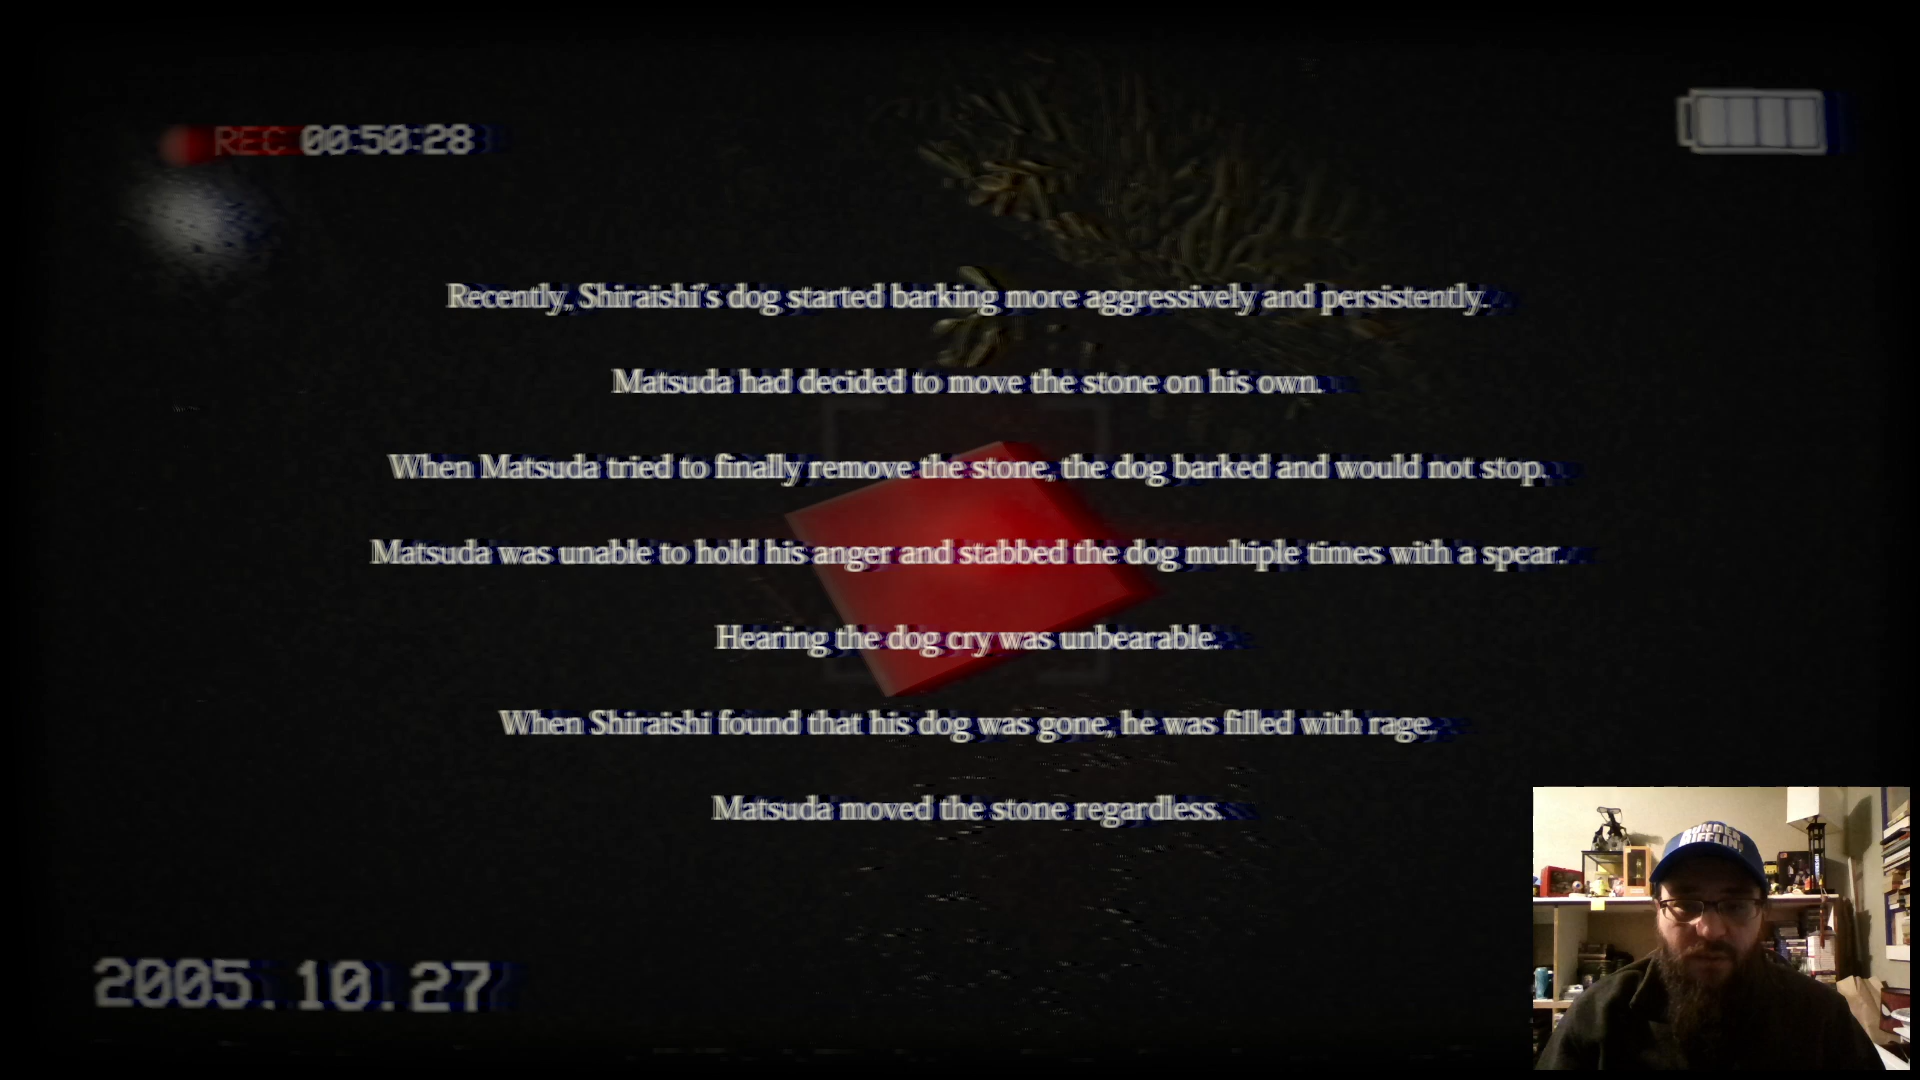 REC 00:50:28
Recently, Shiraishi's dog started barking more aggressively and persistently.
Matsuda had decided to move the stone on his own.
When Matsuda tried to finally remove the stone, the dog barked and would not stop.
Matsuda was unable to hold his anger and stabbed the dog multiple times with a spear.
Hearing the dog cry was unbearable.
When Shiraishi found that his dog was gone, he was filled with rage.
Matsuda moved the stone regardless.
DUNDER
MIFFLIN
2005.10.27